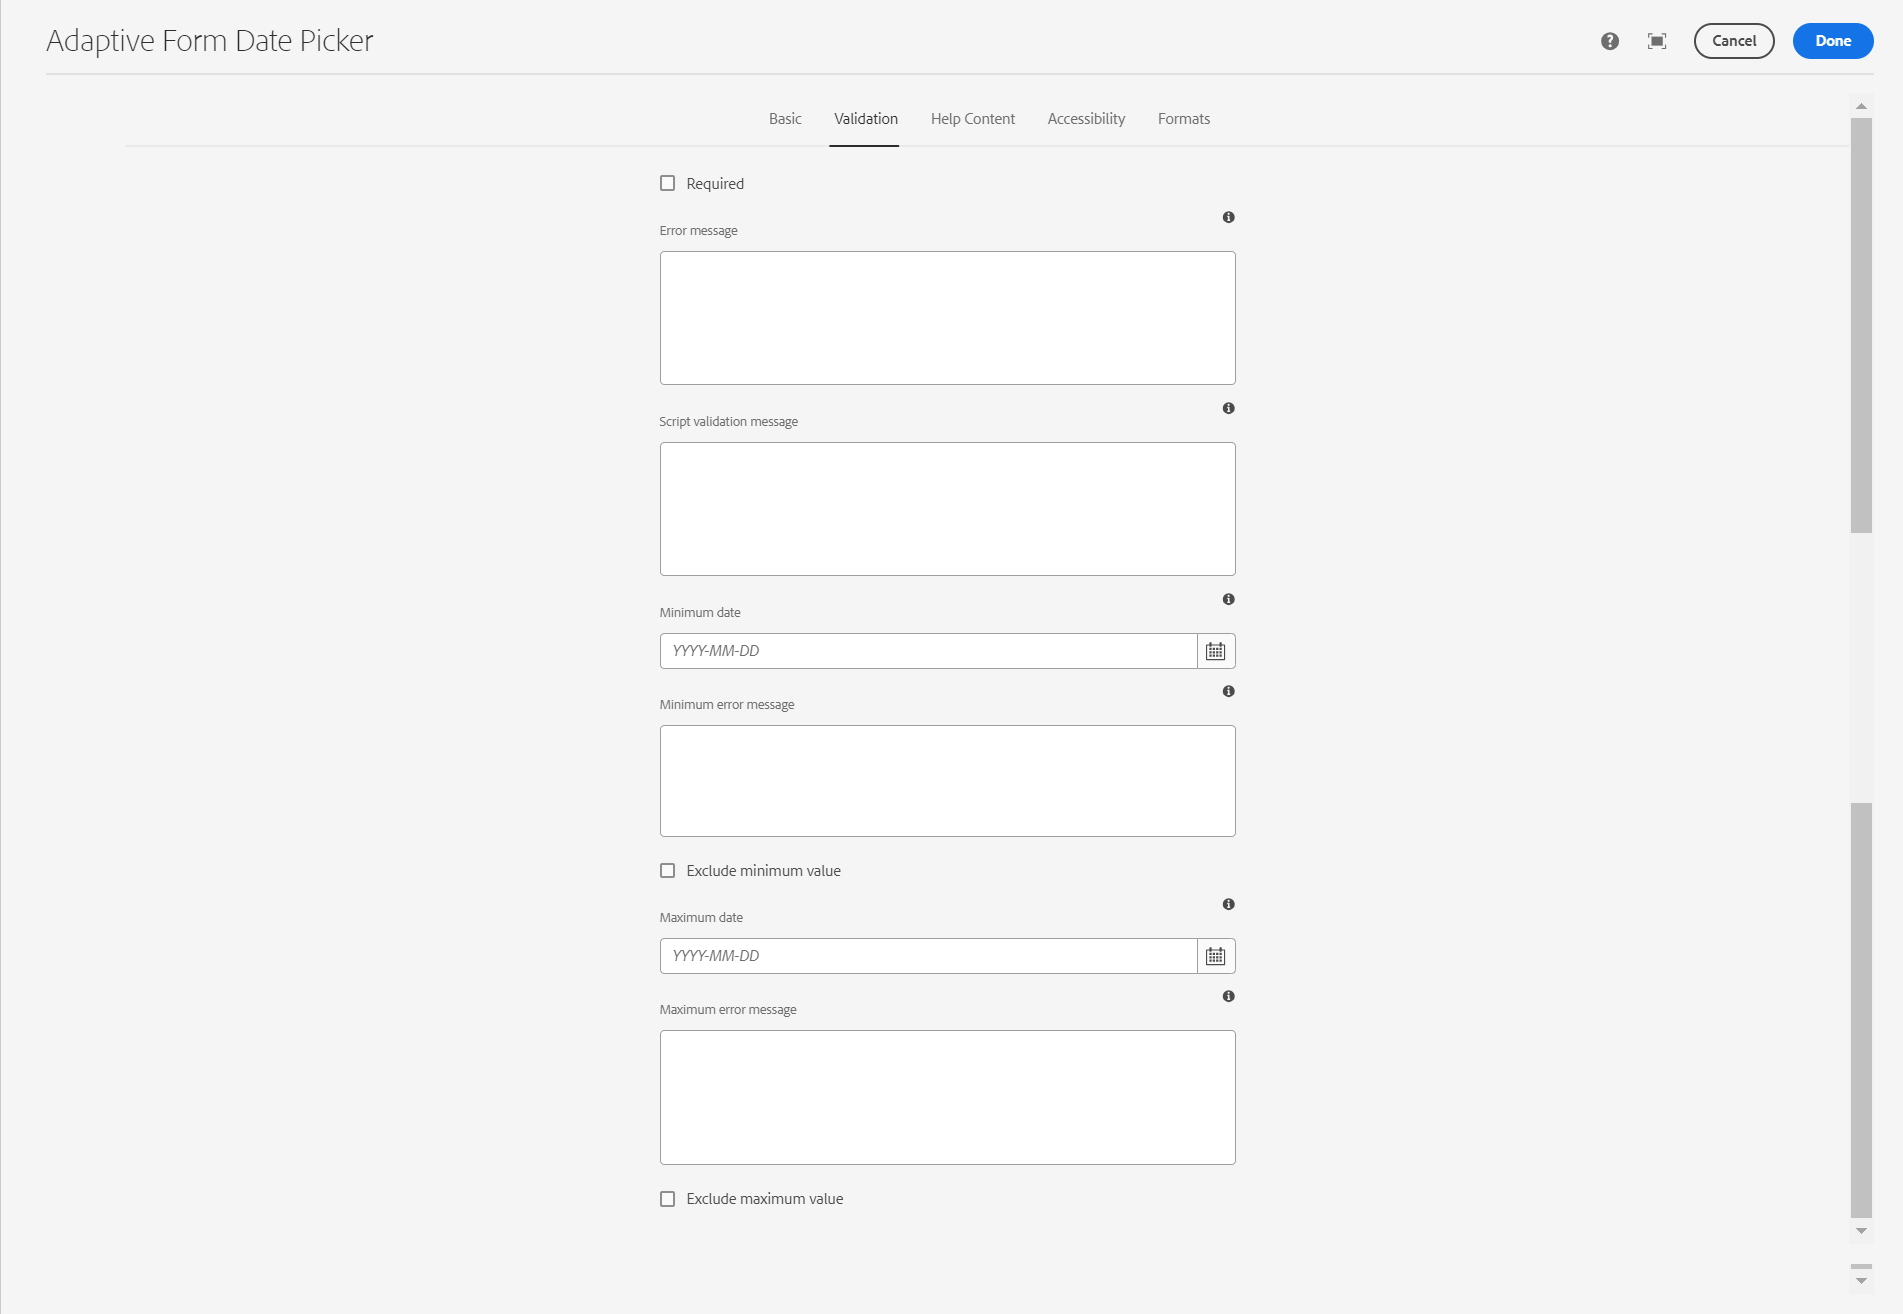 Adaptive Form Date Picker
Cancel
Done
Basic
Validation
Help Content
Accessibility
Formats
Required
Error message
Script validation message
Minimum date
YYYY-MM-DD
Minimum error message
Exclude minimum value
Maximum date
YYYY-MM-DD
Maximum error message
Exclude maximum value